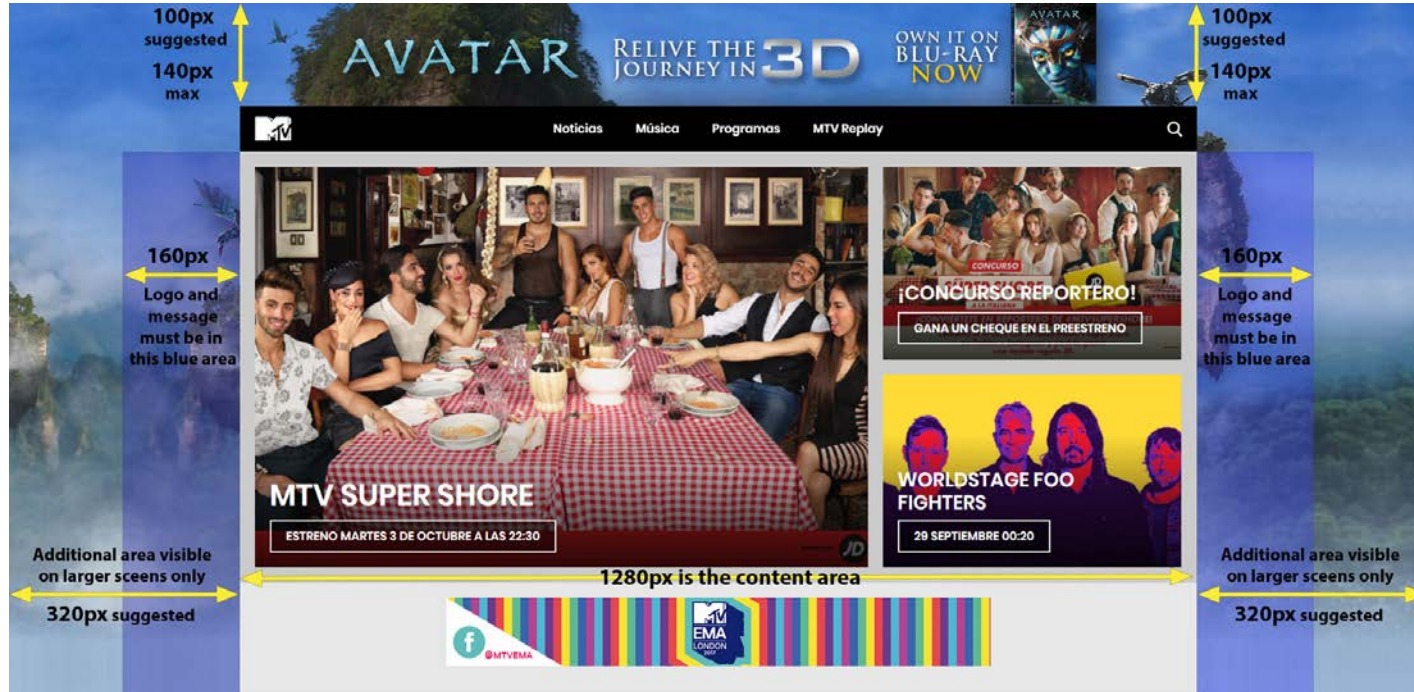 100px
suggested
140px
max
AVATAR
RELIVE THE
JOURNEY IN 3D
OWN IT ON
BLU-RAY
NOW
AVATAR
100px
suggested
140px
max
MTV
Noticias Música Programas MTV Replay
160px
Logo and
message
must be in
this blue area
CONCURSO
¡CONCURSO REPORTERO!
GANA UN CHEQUE EN EL PREESTRENO
160px
Logo and
message
must be in
this blue area
MTV SUPER SHORE
ESTRENO MARTES 3 DE OCTUBRE A LAS 22:30
JD
WORLDSTAGE FOO
FIGHTERS
29 SEPTIEMBRE 00:20
Additional area visible
on larger sceens only
320px suggested
1280px is the content area
Additional area visible
on larger sceens only
320px suggested
f
@MTVEMA
MTV
EMA
LONDON
2017